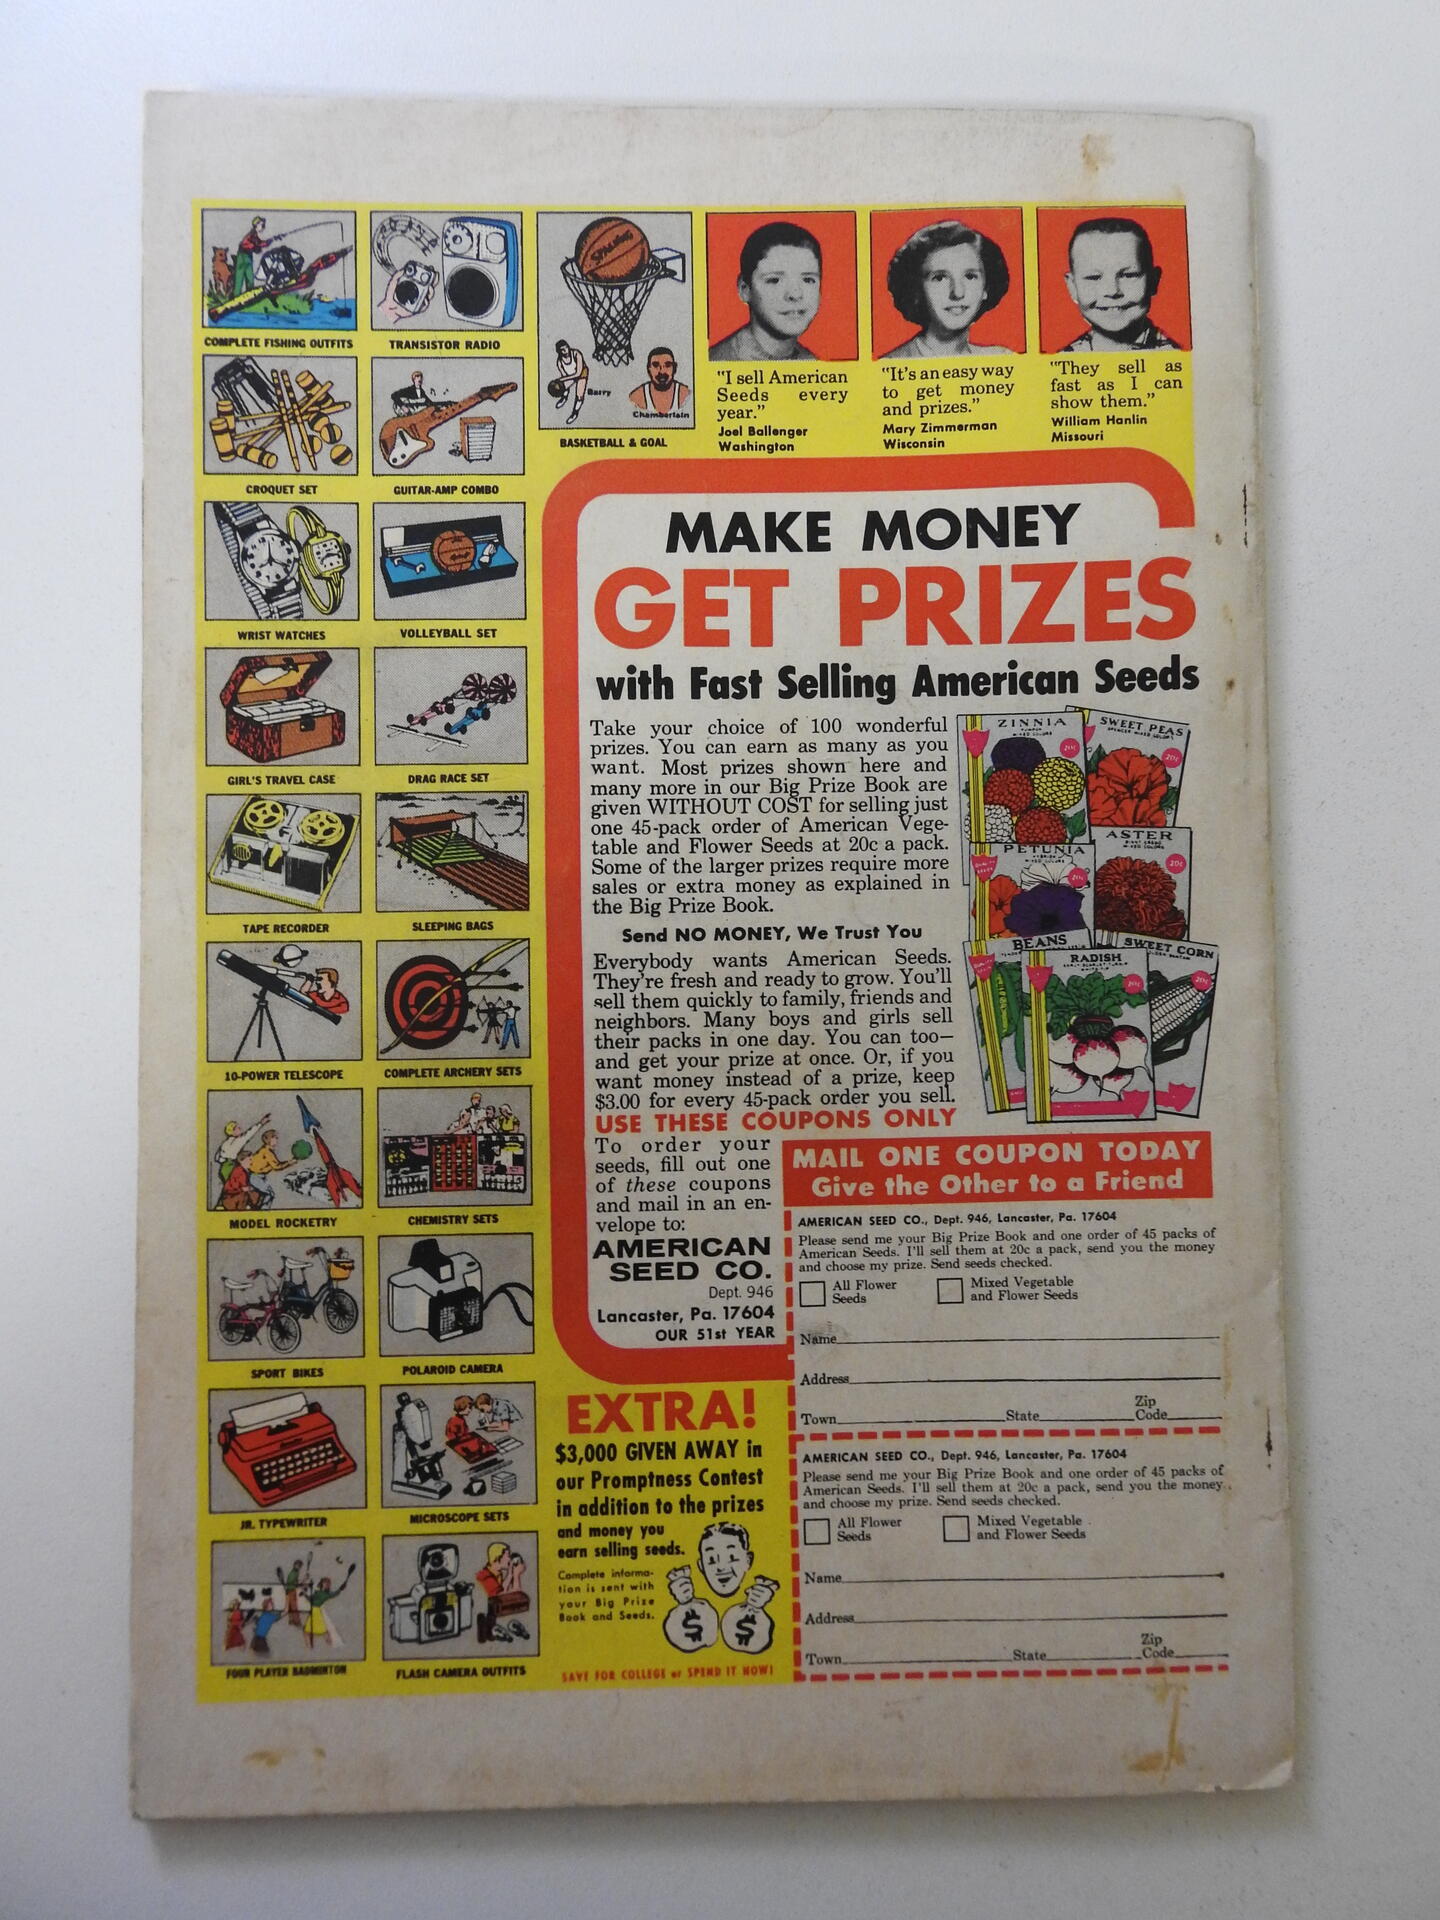 COMPLETE FISHING OUTFITS
TRANSISTOR RADIO
SPALDING
Barry
Chamberlain
BASKETBALL & GOAL
CROQUET SET
GUITAR-AMP COMBO
WRIST WATCHES
VOLLEYBALL SET
GIRL'S TRAVEL CASE
DRAG RACE SET
TAPE RECORDER
SLEEPING BAGS
10-POWER TELESCOPE
COMPLETE ARCHERY SETS
MODEL ROCKETRY
CHEMISTRY SETS
SPORT BIKES
POLAROID CAMERA
JR. TYPEWRITER
MICROSCOPE SETS
FOUR PLAYER BADMINTON
FLASH CAMERA OUTFITS
"I sell American
Seeds every
year."
Joel Ballenger
Washington
"It's an easy way
to get money
and prizes."
Mary Zimmerman
Wisconsin
"They sell as
fast as I can
show them."
William Hanlin
Missouri
MAKE MONEY
GET PRIZES
with Fast Selling American Seeds
Take your choice of 100 wonderful
prizes. You can earn as many as you
want. Most prizes shown here and
many more in our Big Prize Book are
given WITHOUT COST for selling just
one 45-pack order of American Vege-
table and Flower Seeds at 20c a pack.
Some of the larger prizes require more
sales or extra money as explained in
the Big Prize Book.
Send NO MONEY, We Trust You
Everybody wants American Seeds.
They're fresh and ready to grow. You'll
sell them quickly to family, friends and
neighbors. Many boys and girls sell
their packs in one day. You can too—
and get your prize at once. Or, if you
want money instead of a prize, keep
$3.00 for every 45-pack order you sell.
ZINNIA
20c
SWEET PEAS
SPENCER MIXED COLORS
20c
PETUNIA
MIXED COLORS
20c
ASTER
MIXED COLORS
20c
BEANS
SWEET CORN
20c
RADISH
20c
USE THESE COUPONS ONLY
To order your
seeds, fill out one
of these coupons
and mail in an en-
velope to:
AMERICAN
SEED CO.
Dept. 946
Lancaster, Pa. 17604
OUR 51st YEAR
MAIL ONE COUPON TODAY
Give the Other to a Friend
AMERICAN SEED CO., Dept. 946, Lancaster, Pa. 17604
Please send me your Big Prize Book and one order of 45 packs of
American Seeds. I'll sell them at 20c a pack, send you the money
and choose my prize. Send seeds checked.
All Flower
Seeds
Mixed Vegetable
and Flower Seeds
Name
Address
Town State Zip
Code
AMERICAN SEED CO., Dept. 946, Lancaster, Pa. 17604
Please send me your Big Prize Book and one order of 45 packs of
American Seeds. I'll sell them at 20c a pack, send you the money
and choose my prize. Send seeds checked.
All Flower
Seeds
Mixed Vegetable
and Flower Seeds
Name
Address
Town State Zip
Code
EXTRA!
$3,000 GIVEN AWAY in
our Promptness Contest
in addition to the prizes
and money you
earn selling seeds.
Complete informa-
tion is sent with
your Big Prize
Book and Seeds.
$ $
SAVE FOR COLLEGE or SPEND IT NOW!